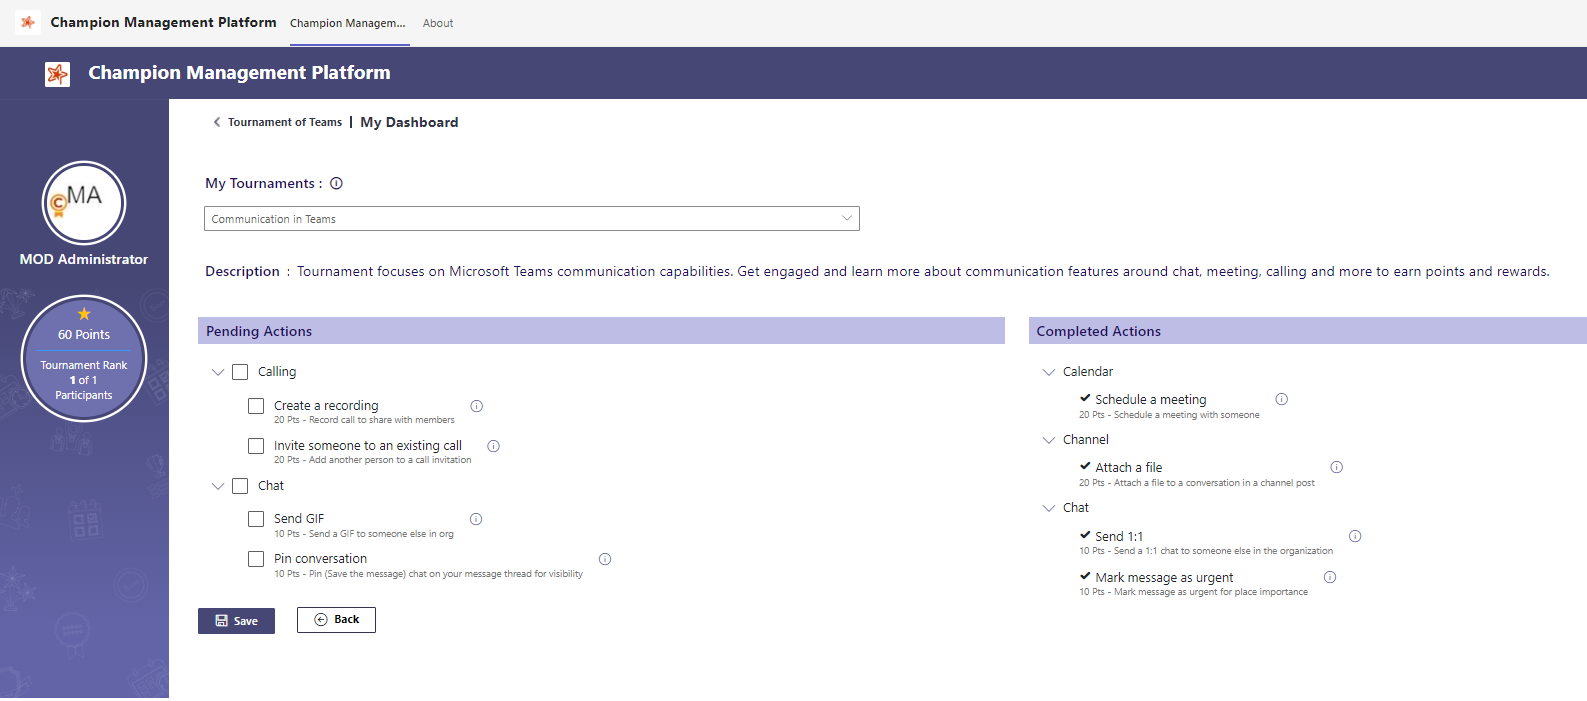 Champion Management Platform
Champion Managem...
About
Champion Management Platform
Tournament of Teams | My Dashboard
C
MA
MOD Administrator
60 Points
Tournament Rank
1 of 1
Participants
My Tournaments :
Communication in Teams
Description : Tournament focuses on Microsoft Teams communication capabilities. Get engaged and learn more about communication features around chat, meeting, calling and more to earn points and rewards.
Pending Actions
Calling
Create a recording
20 Pts - Record call to share with members
Invite someone to an existing call
20 Pts - Add another person to a call invitation
Chat
Send GIF
10 Pts - Send a GIF to someone else in org
Pin conversation
10 Pts - Pin (Save the message) chat on your message thread for visibility
Save
Back
Completed Actions
Calendar
Schedule a meeting
20 Pts - Schedule a meeting with someone
Channel
Attach a file
20 Pts - Attach a file to a conversation in a channel post
Chat
Send 1:1
10 Pts - Send a 1:1 chat to someone else in the organization
Mark message as urgent
10 Pts - Mark message as urgent for place importance